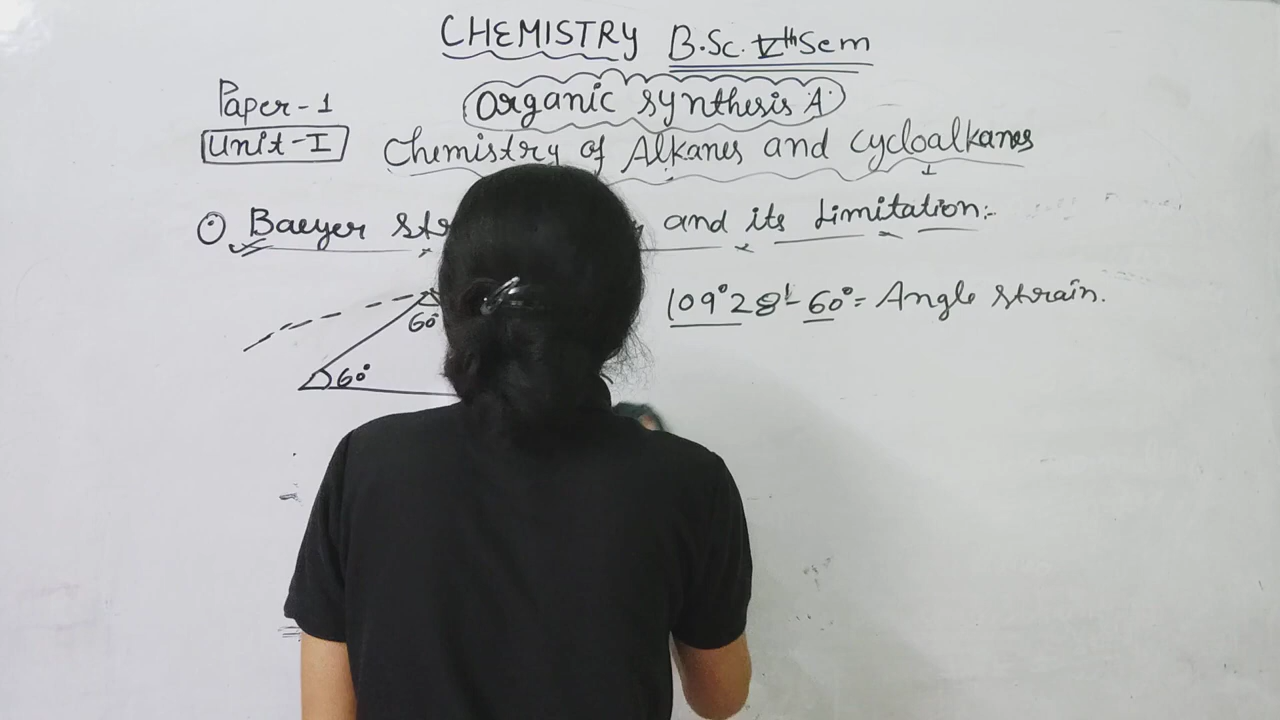 CHEMISTRY B.Sc. Vth Sem
Paper-1 Organic synthesis A
Unit-I Chemistry of Alkanes and Cycloalkanes
Baeyer and its Limitation:-
109°28'-60°= Angle strain.
60°
60°